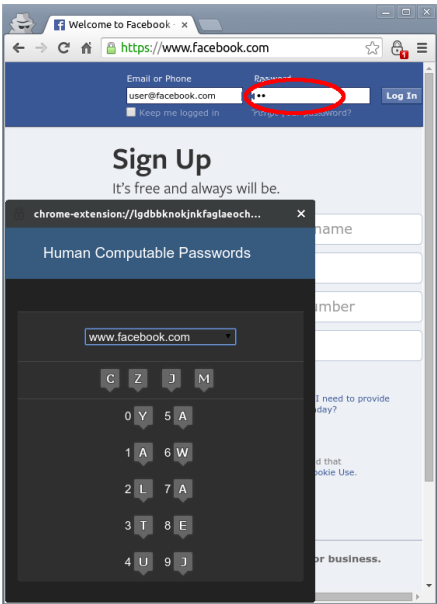 Welcome to Facebook - ×
https://www.facebook.com
Email or Phone
Password
user@facebook.com
Log In
Keep me logged in
Forgot your password?
Sign Up
It's free and always will be.
chrome-extension://lgdbbknokjnkfaglaeoch... ×
name
Human Computable Passwords
umber
www.facebook.com
C Z J M
I need to provide
day?
0 Y 5 A
1 A 6 W
d that
ookie Use.
2 L 7 A
3 T 8 E
4 U 9 J
or business.